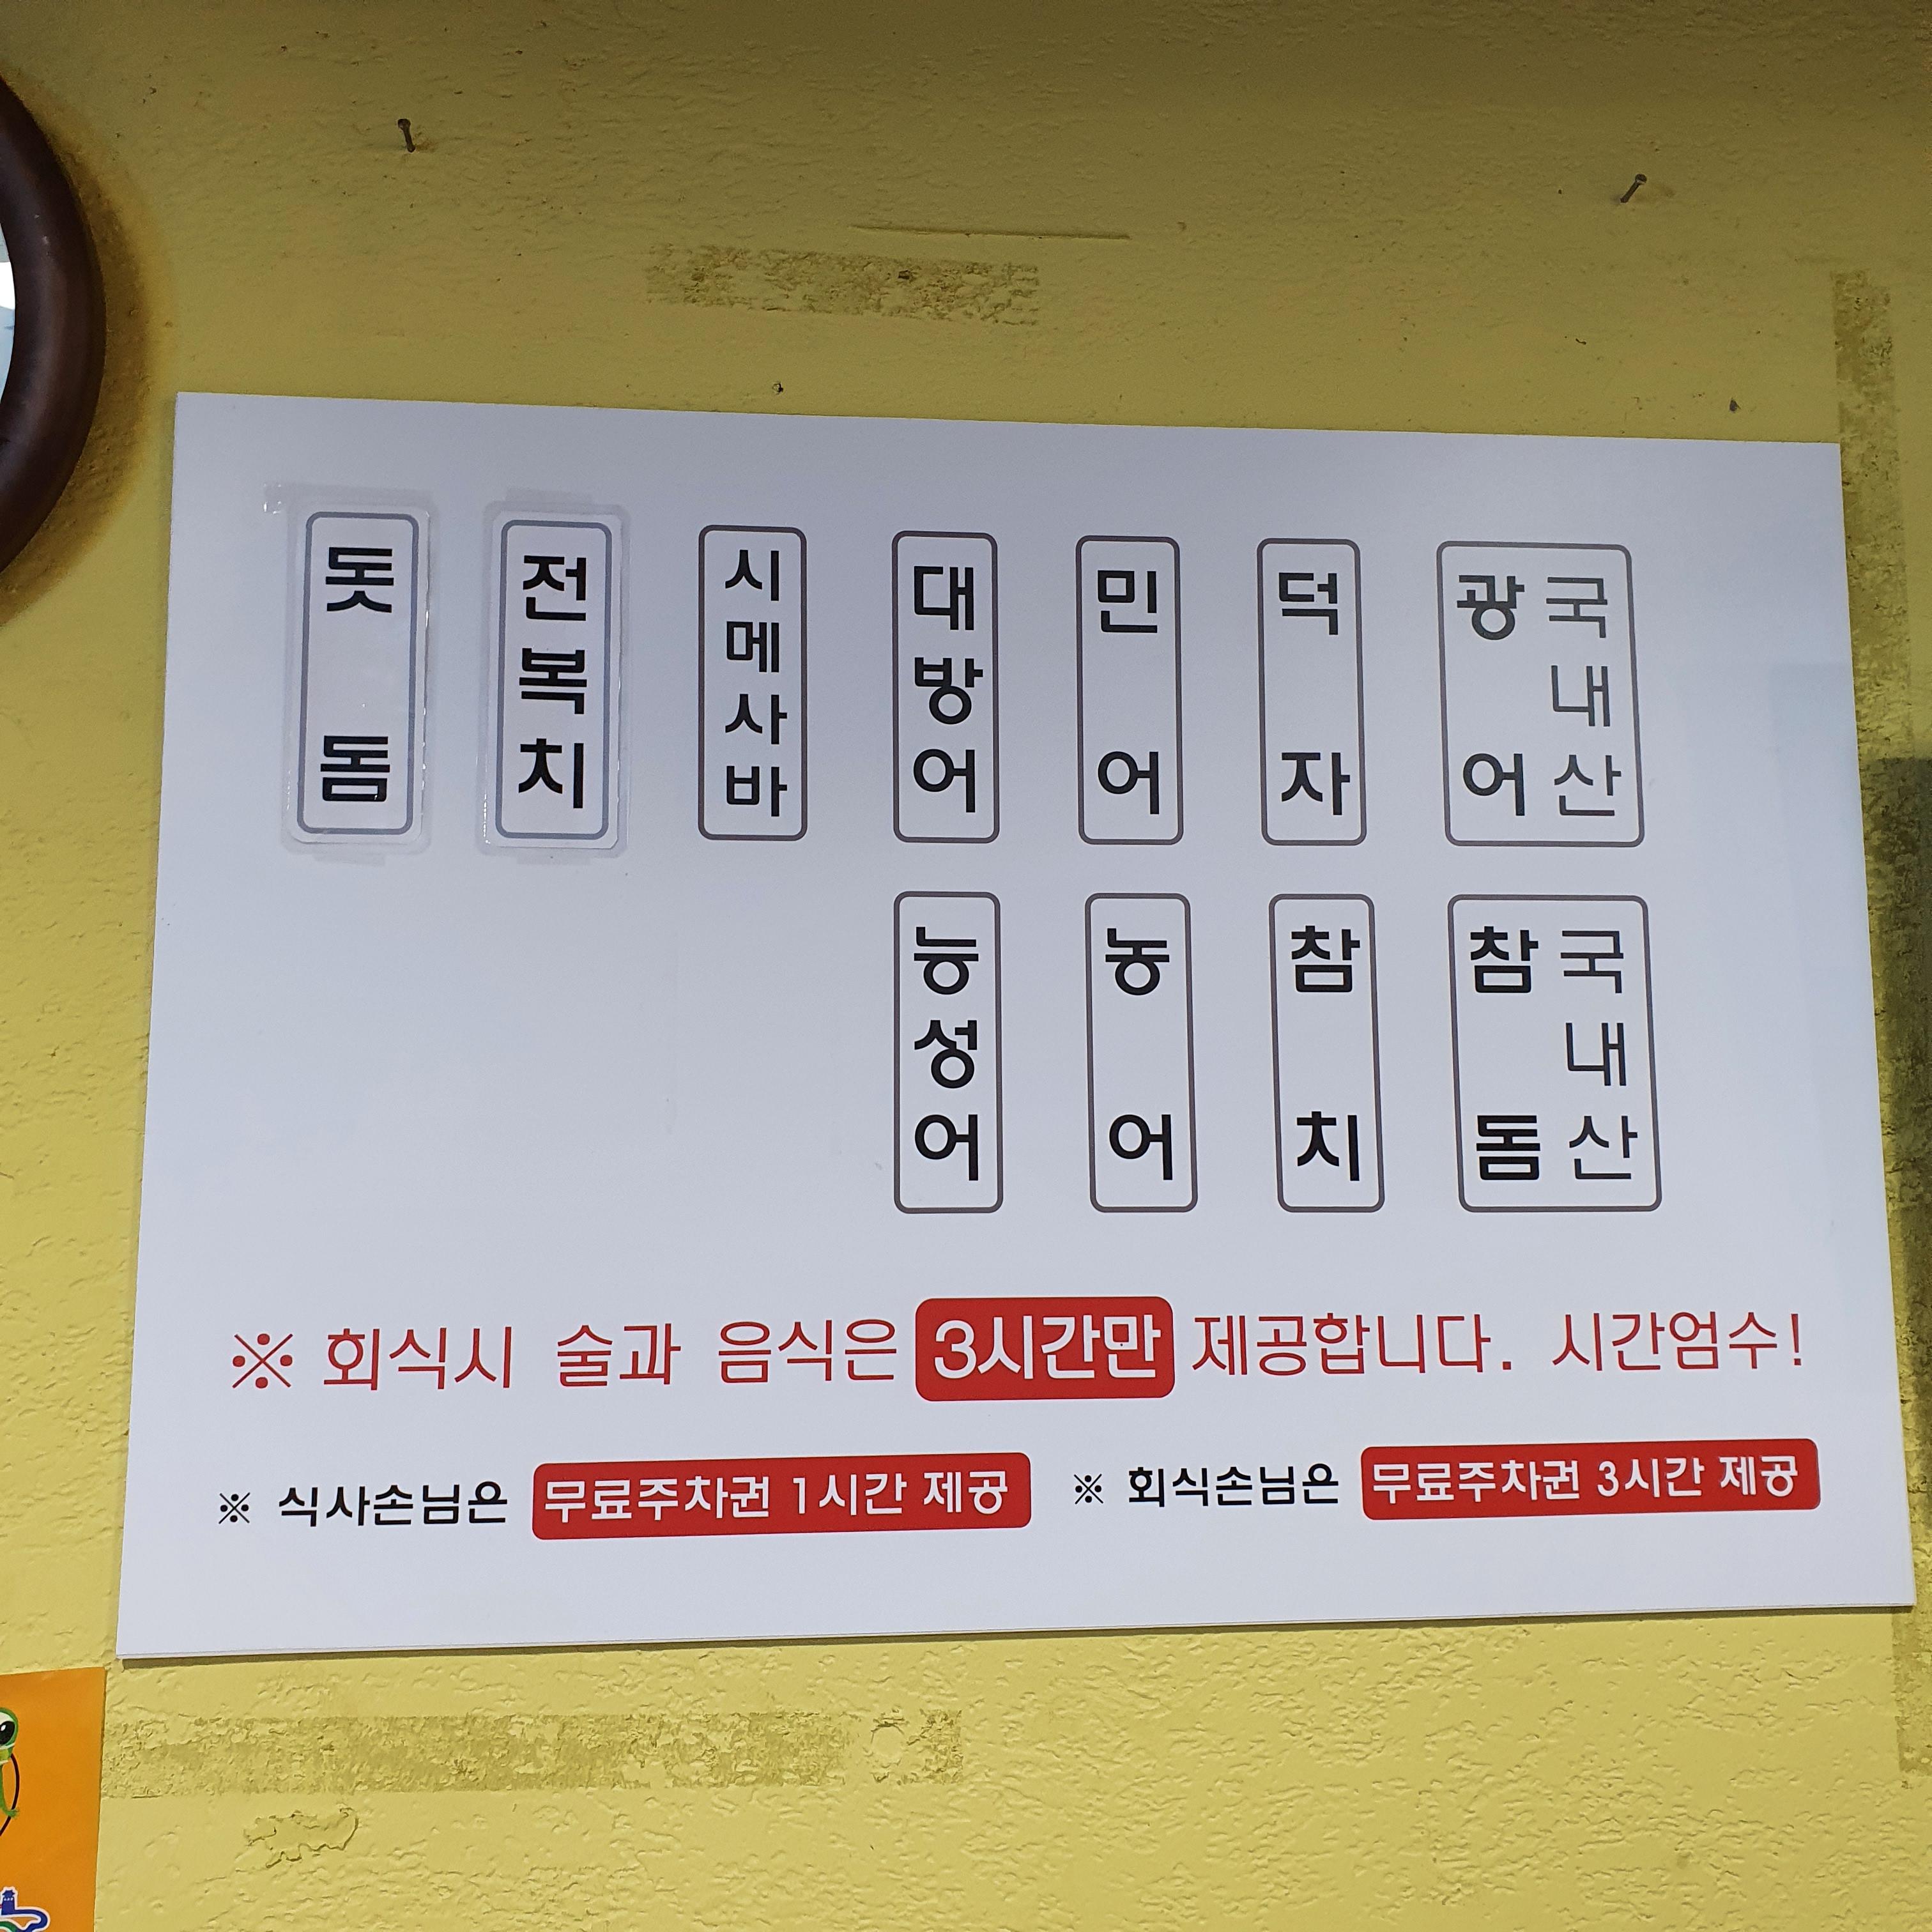 돗돔
전복치
시메사바
대방어
민어
덕자
광어 국내산
능성어
농어
참치
참돔 국내산
※ 회식시 술과 음식은 3시간만 제공합니다. 시간엄수!
※ 식사손님은 무료주차권 1시간 제공 ※ 회식손님은 무료주차권 3시간 제공